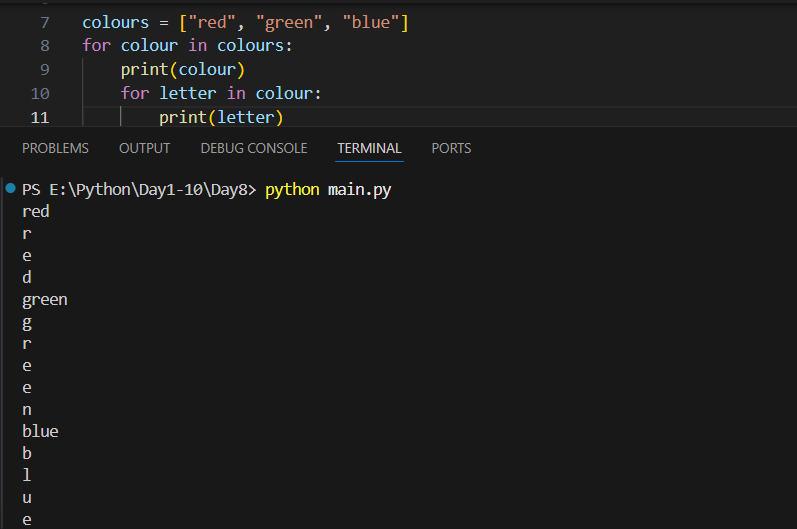 7 colours = ["red", "green", "blue"]
8 for colour in colours:
9     print(colour)
10     for letter in colour:
11         print(letter)
PROBLEMS OUTPUT DEBUG CONSOLE TERMINAL PORTS
PS E:\Python\Day1-10\Day8> python main.py
red
r
e
d
green
g
r
e
e
n
blue
b
l
u
e